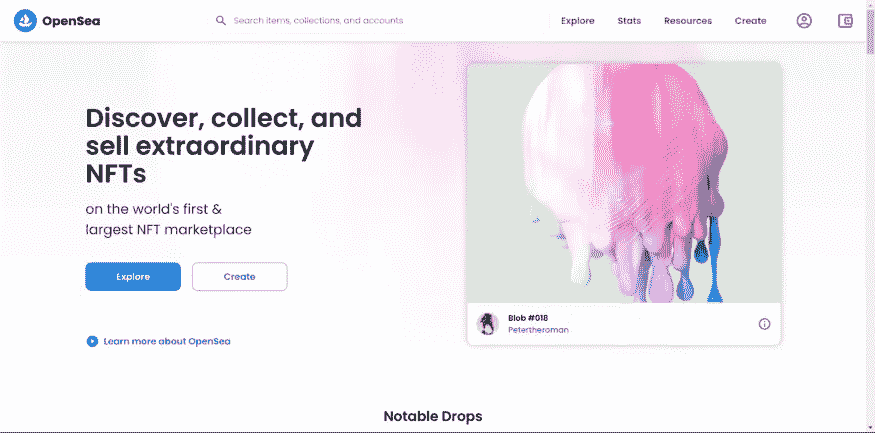 OpenSea
Search items, collections, and accounts
Explore
Stats
Resources
Create
Discover, collect, and
sell extraordinary
NFTs
on the world's first &
largest NFT marketplace
Explore
Create
Learn more about OpenSea
Blob #018
Petertheroman
Notable Drops